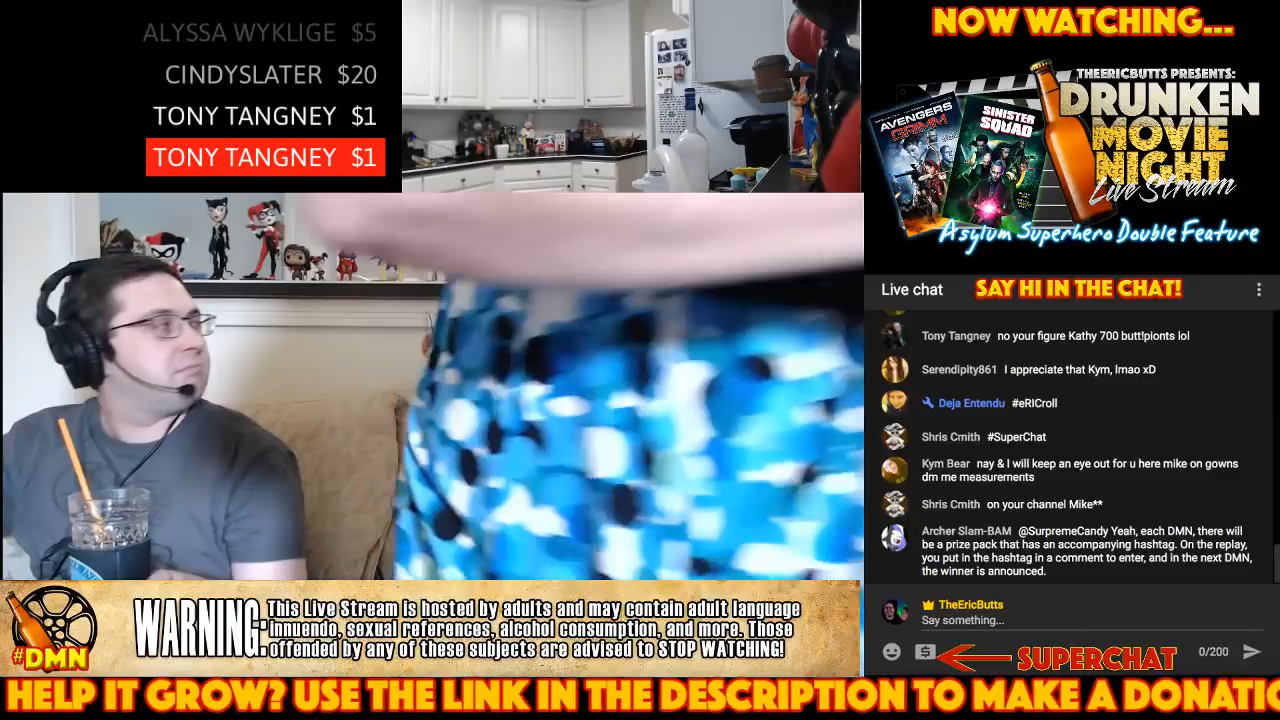 ALYSSA WYKLIGE $5
CINDYSLATER $20
TONY TANGNEY $1
TONY TANGNEY $1
NOW WATCHING...
THEERICBUTTS PRESENTS:
DRUNKEN
MOVIE
NIGHT
Live Stream
AVENGERS
GRIMM
SINISTER
SQUAD
Asylum Superhero Double Feature
Live chat
SAY HI IN THE CHAT!
Tony Tangney no your figure Kathy 700 butt!pionts lol
Serendipity861 I appreciate that Kym, lmao xD
Deja Entendu #eRICroll
Shris Cmith #SuperChat
Kym Bear nay & I will keep an eye out for u here mike on gowns
dm me measurements
Shris Cmith on your channel Mike**
Archer Slam-BAM @SurpremeCandy Yeah, each DMN, there will
be a prize pack that has an accompanying hashtag. On the replay,
you put in the hashtag in a comment to enter, and in the next DMN,
the winner is announced.
TheEricButts
Say something...
SUPERCHAT
0/200
#DMN
WARNING:
This Live Stream is hosted by adults and may contain adult language
innuendo, sexual references, alcohol consumption, and more. Those
offended by any of these subjects are advised to STOP WATCHING!
HELP IT GROW? USE THE LINK IN THE DESCRIPTION TO MAKE A DONATIO